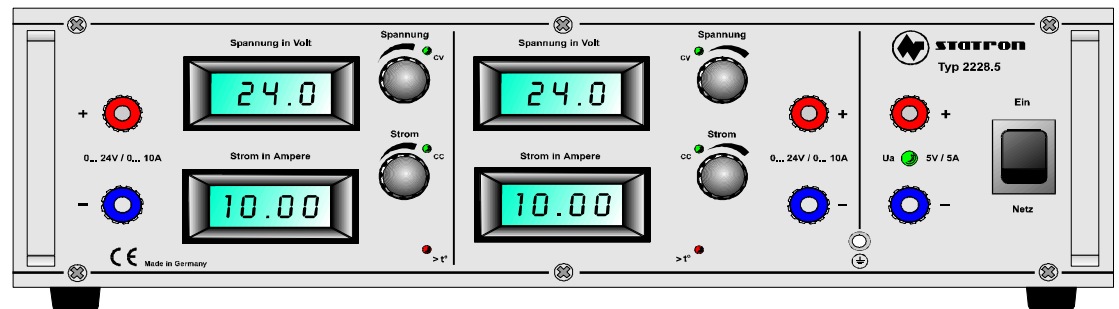 Spannung in Volt
Spannung
CV
24.0
+
0... 24V / 0... 10A
Strom in Ampere
Strom
CC
10.00
−
CE Made in Germany
> t°
Spannung in Volt
Spannung
CV
24.0
Strom in Ampere
Strom
CC
10.00
> t°
+
0... 24V / 0... 10A
−
statron
Typ 2228.5
+
Ua 5V / 5A
−
Ein
Netz